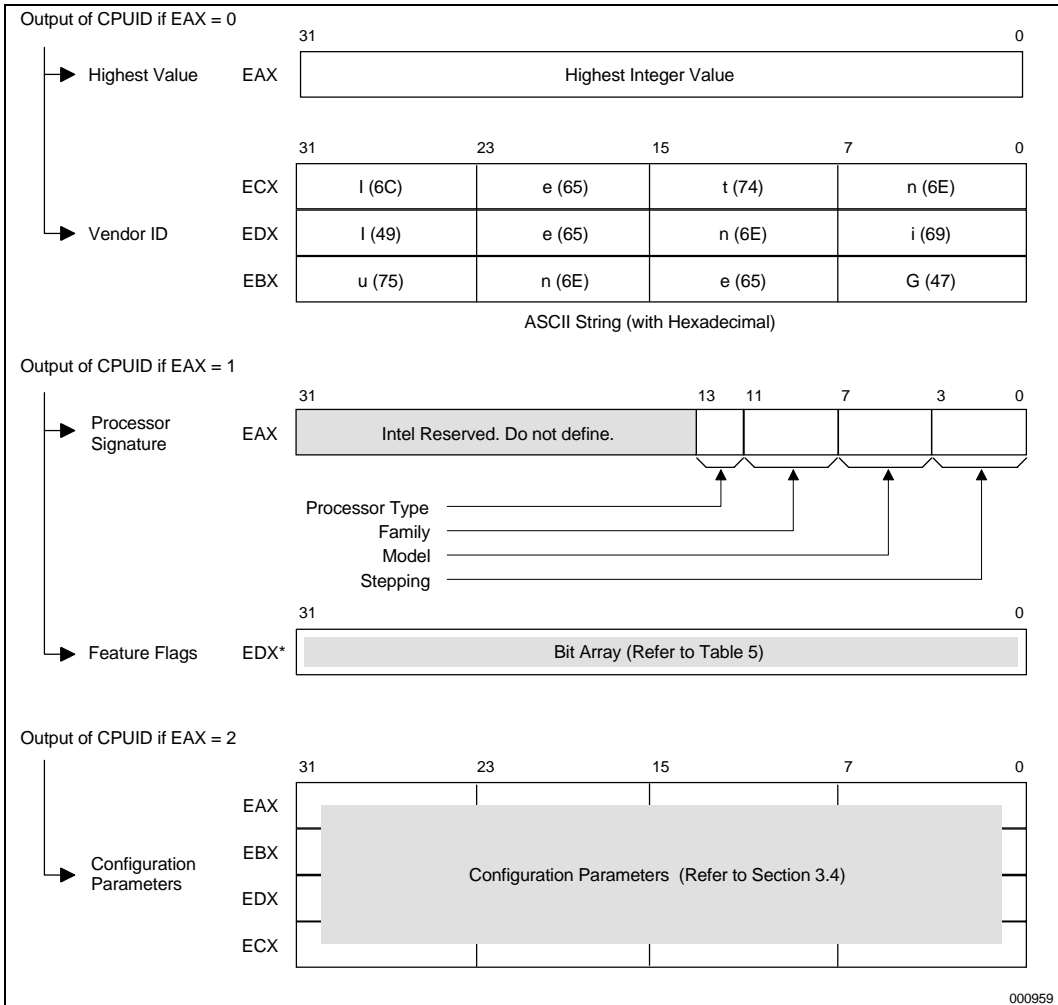 Output of CPUID if EAX = 0
31 0
Highest Value EAX Highest Integer Value
31 23 15 7 0
ECX l (6C) e (65) t (74) n (6E)
Vendor ID EDX I (49) e (65) n (6E) i (69)
EBX u (75) n (6E) e (65) G (47)
ASCII String (with Hexadecimal)
Output of CPUID if EAX = 1
31 13 11 7 3 0
Processor
Signature EAX Intel Reserved. Do not define.
Processor Type
Family
Model
Stepping
31 0
Feature Flags EDX* Bit Array (Refer to Table 5)
Output of CPUID if EAX = 2
31 23 15 7 0
EAX
EBX
Configuration
Parameters Configuration Parameters (Refer to Section 3.4)
EDX
ECX
000959